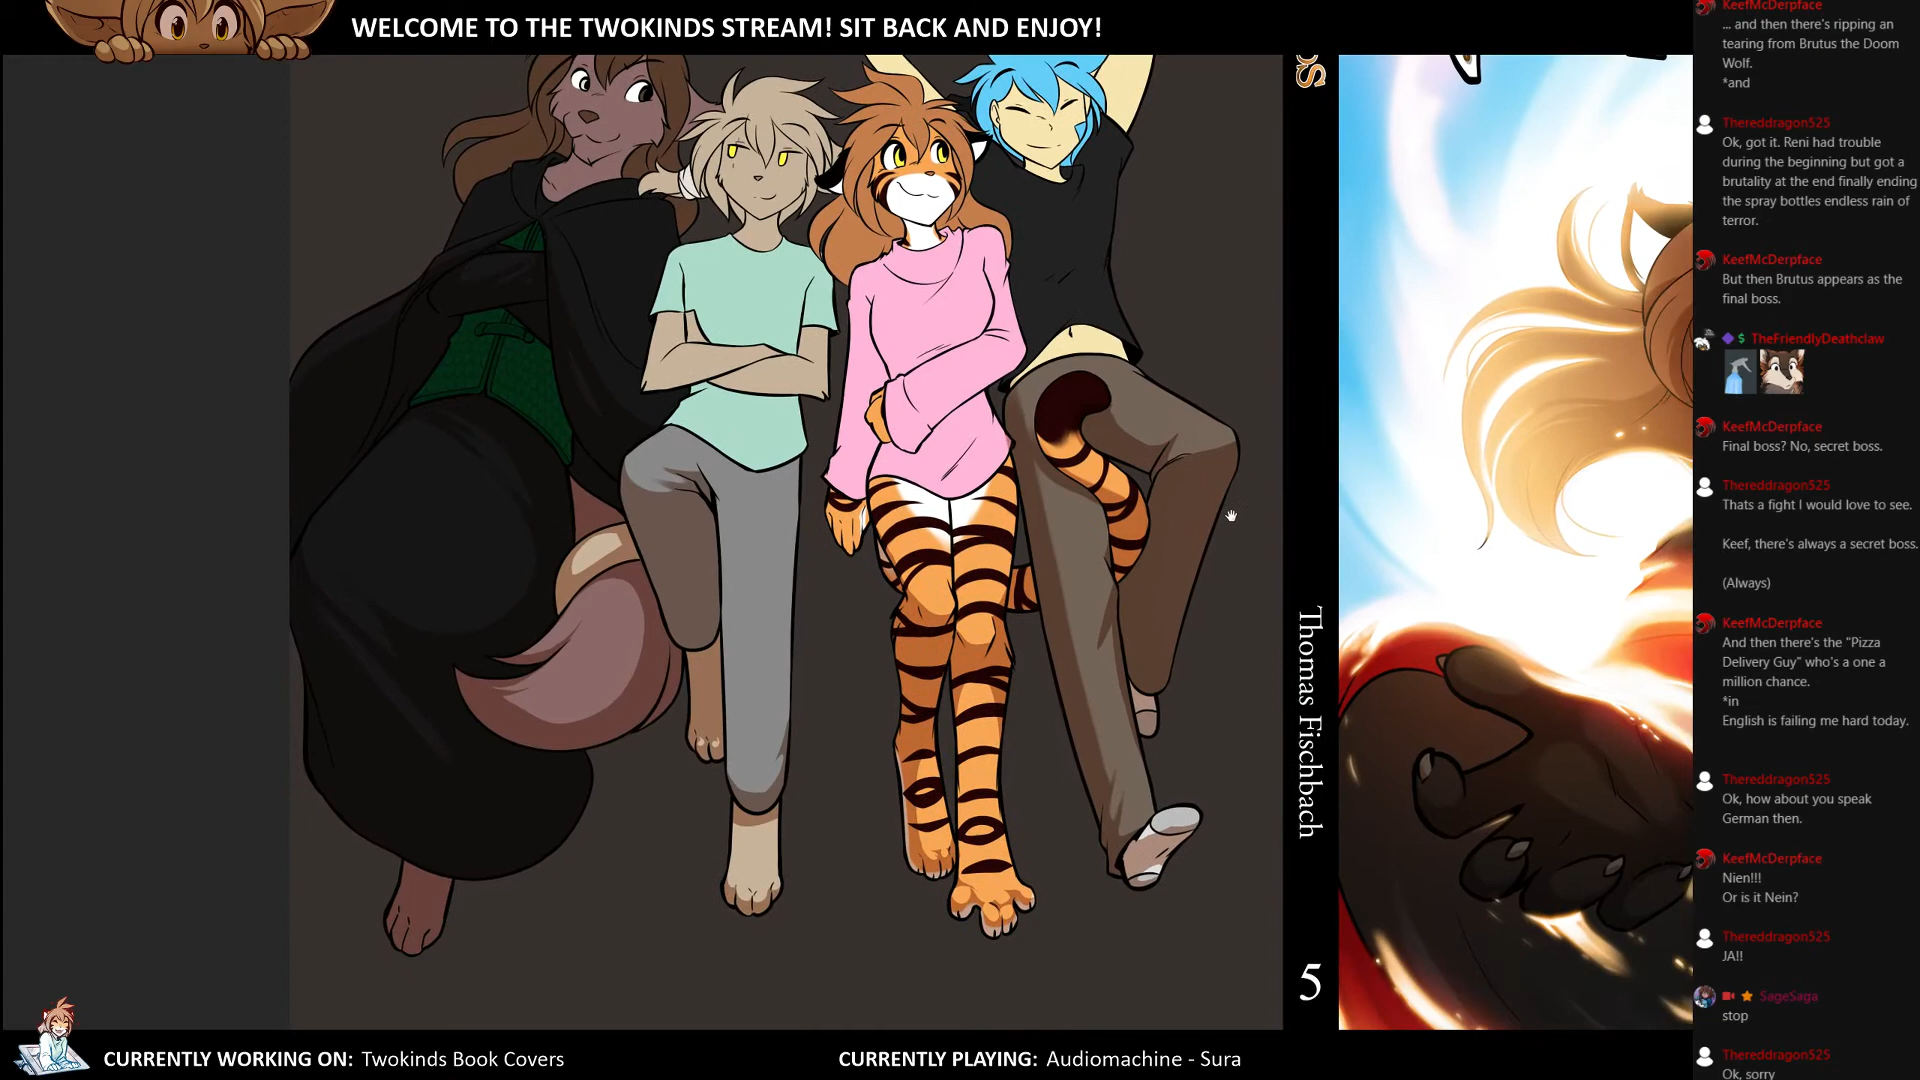 WELCOME TO THE TWOKINDS STREAM! SIT BACK AND ENJOY!
Thomas Fischbach
5
KeefMcDerpface
... and then there's ripping an
tearing from Brutus the Doom
Wolf.
*and
Thereddragon525
Ok, got it. Reni had trouble
during the beginning but got a
brutality at the end finally ending
the spray bottles endless rain of
terror.
KeefMcDerpface
But then Brutus appears as the
final boss.
$ TheFriendlyDeathclaw
KeefMcDerpface
Final boss? No, secret boss.
Thereddragon525
Thats a fight I would love to see.
Keef, there's always a secret boss.
(Always)
KeefMcDerpface
And then there's the "Pizza
Delivery Guy" who's a one a
million chance.
*in
English is failing me hard today.
Thereddragon525
Ok, how about you speak
German then.
KeefMcDerpface
Nien!!!
Or is it Nein?
Thereddragon525
JA!!
SageSaga
stop
Thereddragon525
Ok, sorry
CURRENTLY WORKING ON: Twokinds Book Covers
CURRENTLY PLAYING: Audiomachine - Sura